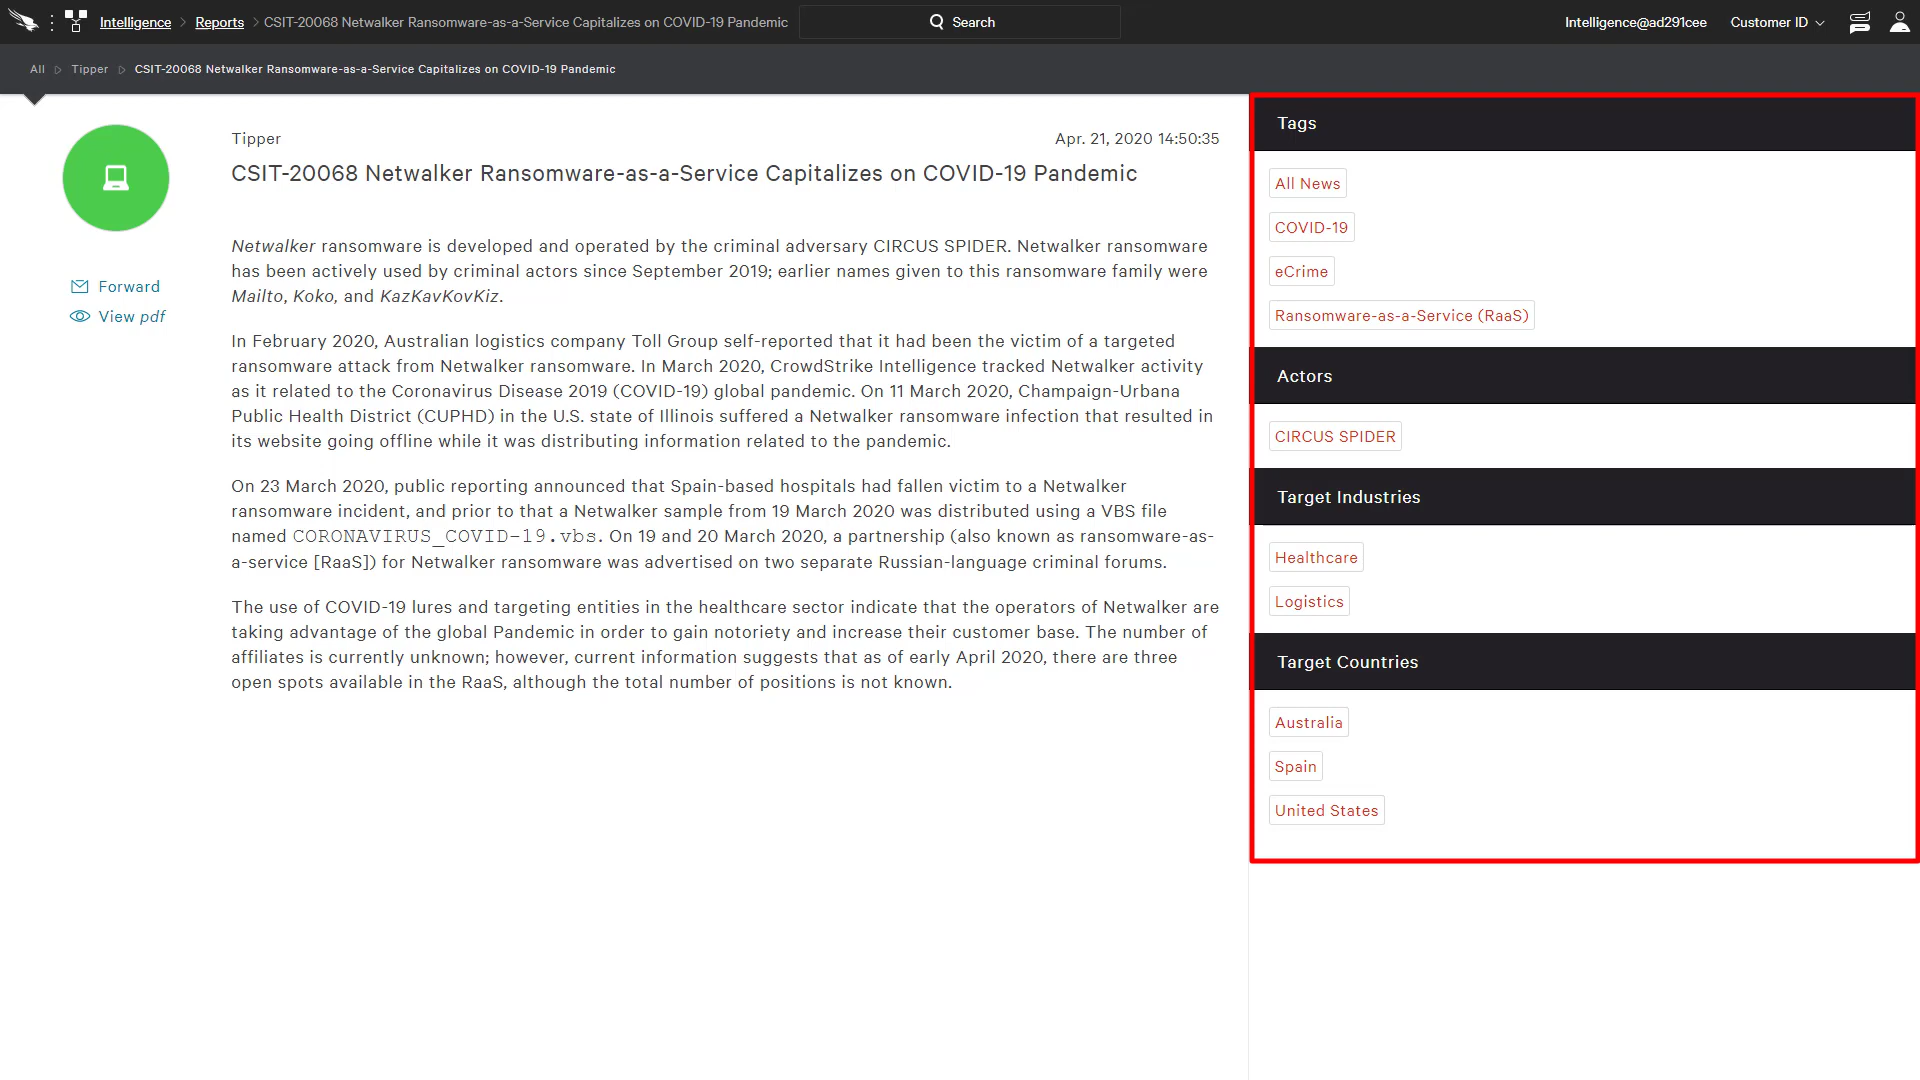 Intelligence > Reports > CSIT-20068 Netwalker Ransomware-as-a-Service Capitalizes on COVID-19 Pandemic
Search
Intelligence@ad291cee
Customer ID
All ▷ Tipper ▷ CSIT-20068 Netwalker Ransomware-as-a-Service Capitalizes on COVID-19 Pandemic
Forward
View pdf
Tipper
Apr. 21, 2020 14:50:35
CSIT-20068 Netwalker Ransomware-as-a-Service Capitalizes on COVID-19 Pandemic
Netwalker ransomware is developed and operated by the criminal adversary CIRCUS SPIDER. Netwalker ransomware
has been actively used by criminal actors since September 2019; earlier names given to this ransomware family were
Mailto, Koko, and KazKavKovKiz.
In February 2020, Australian logistics company Toll Group self-reported that it had been the victim of a targeted
ransomware attack from Netwalker ransomware. In March 2020, CrowdStrike Intelligence tracked Netwalker activity
as it related to the Coronavirus Disease 2019 (COVID-19) global pandemic. On 11 March 2020, Champaign-Urbana
Public Health District (CUPHD) in the U.S. state of Illinois suffered a Netwalker ransomware infection that resulted in
its website going offline while it was distributing information related to the pandemic.
On 23 March 2020, public reporting announced that Spain-based hospitals had fallen victim to a Netwalker
ransomware incident, and prior to that a Netwalker sample from 19 March 2020 was distributed using a VBS file
named CORONAVIRUS_COVID-19.vbs. On 19 and 20 March 2020, a partnership (also known as ransomware-as-
a-service [RaaS]) for Netwalker ransomware was advertised on two separate Russian-language criminal forums.
The use of COVID-19 lures and targeting entities in the healthcare sector indicate that the operators of Netwalker are
taking advantage of the global Pandemic in order to gain notoriety and increase their customer base. The number of
affiliates is currently unknown; however, current information suggests that as of early April 2020, there are three
open spots available in the RaaS, although the total number of positions is not known.
Tags
All News
COVID-19
eCrime
Ransomware-as-a-Service (RaaS)
Actors
CIRCUS SPIDER
Target Industries
Healthcare
Logistics
Target Countries
Australia
Spain
United States